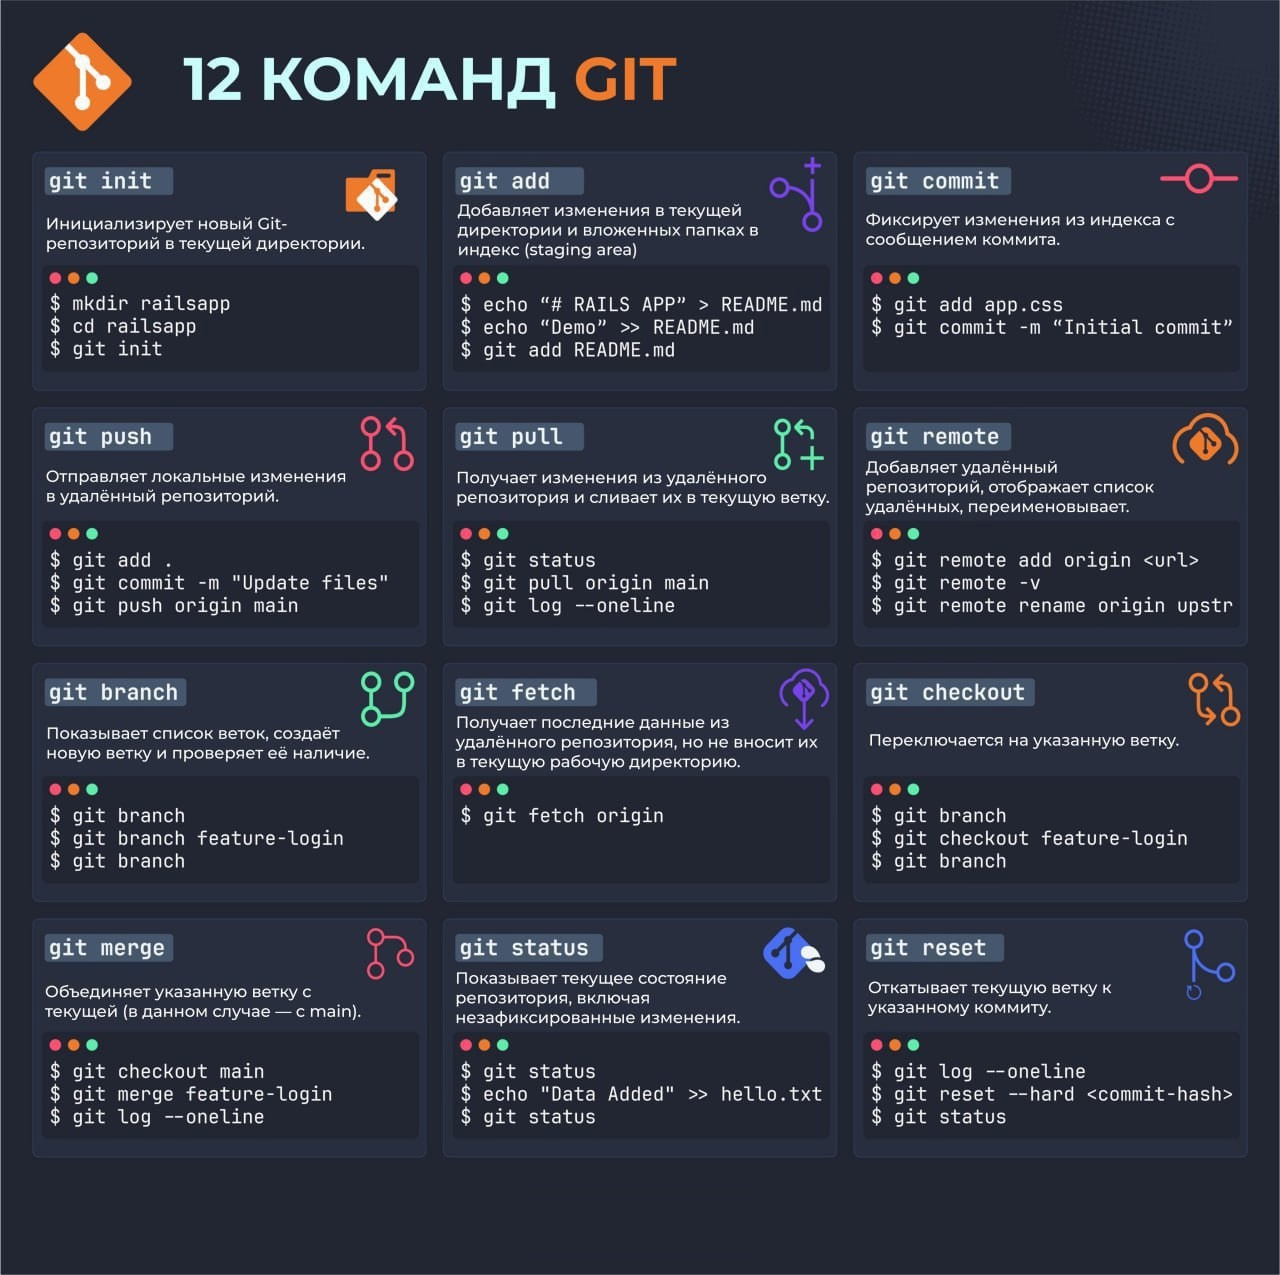 12 КОМАНД GIT
git init
Инициализирует новый Git-
репозиторий в текущей директории.
$ mkdir railsapp
$ cd railsapp
$ git init
git add
Добавляет изменения в текущей
директории и вложенных папках в
индекс (staging area)
$ echo “# RAILS APP” > README.md
$ echo “Demo” >> README.md
$ git add README.md
git commit
Фиксирует изменения из индекса с
сообщением коммита.
$ git add app.css
$ git commit -m “Initial commit”
git push
Отправляет локальные изменения
в удалённый репозиторий.
$ git add .
$ git commit -m "Update files"
$ git push origin main
git pull
Получает изменения из удалённого
репозитория и сливает их в текущую ветку.
$ git status
$ git pull origin main
$ git log --oneline
git remote
Добавляет удалённый
репозиторий, отображает список
удалённых, переименовывает.
$ git remote add origin <url>
$ git remote -v
$ git remote rename origin upstr
git branch
Показывает список веток, создаёт
новую ветку и проверяет её наличие.
$ git branch
$ git branch feature-login
$ git branch
git fetch
Получает последние данные из
удалённого репозитория, но не вносит их
в текущую рабочую директорию.
$ git fetch origin
git checkout
Переключается на указанную ветку.
$ git branch
$ git checkout feature-login
$ git branch
git merge
Объединяет указанную ветку с
текущей (в данном случае — с main).
$ git checkout main
$ git merge feature-login
$ git log --oneline
git status
Показывает текущее состояние
репозитория, включая
незафиксированные изменения.
$ git status
$ echo "Data Added" >> hello.txt
$ git status
git reset
Откатывает текущую ветку к
указанному коммиту.
$ git log --oneline
$ git reset --hard <commit-hash>
$ git status